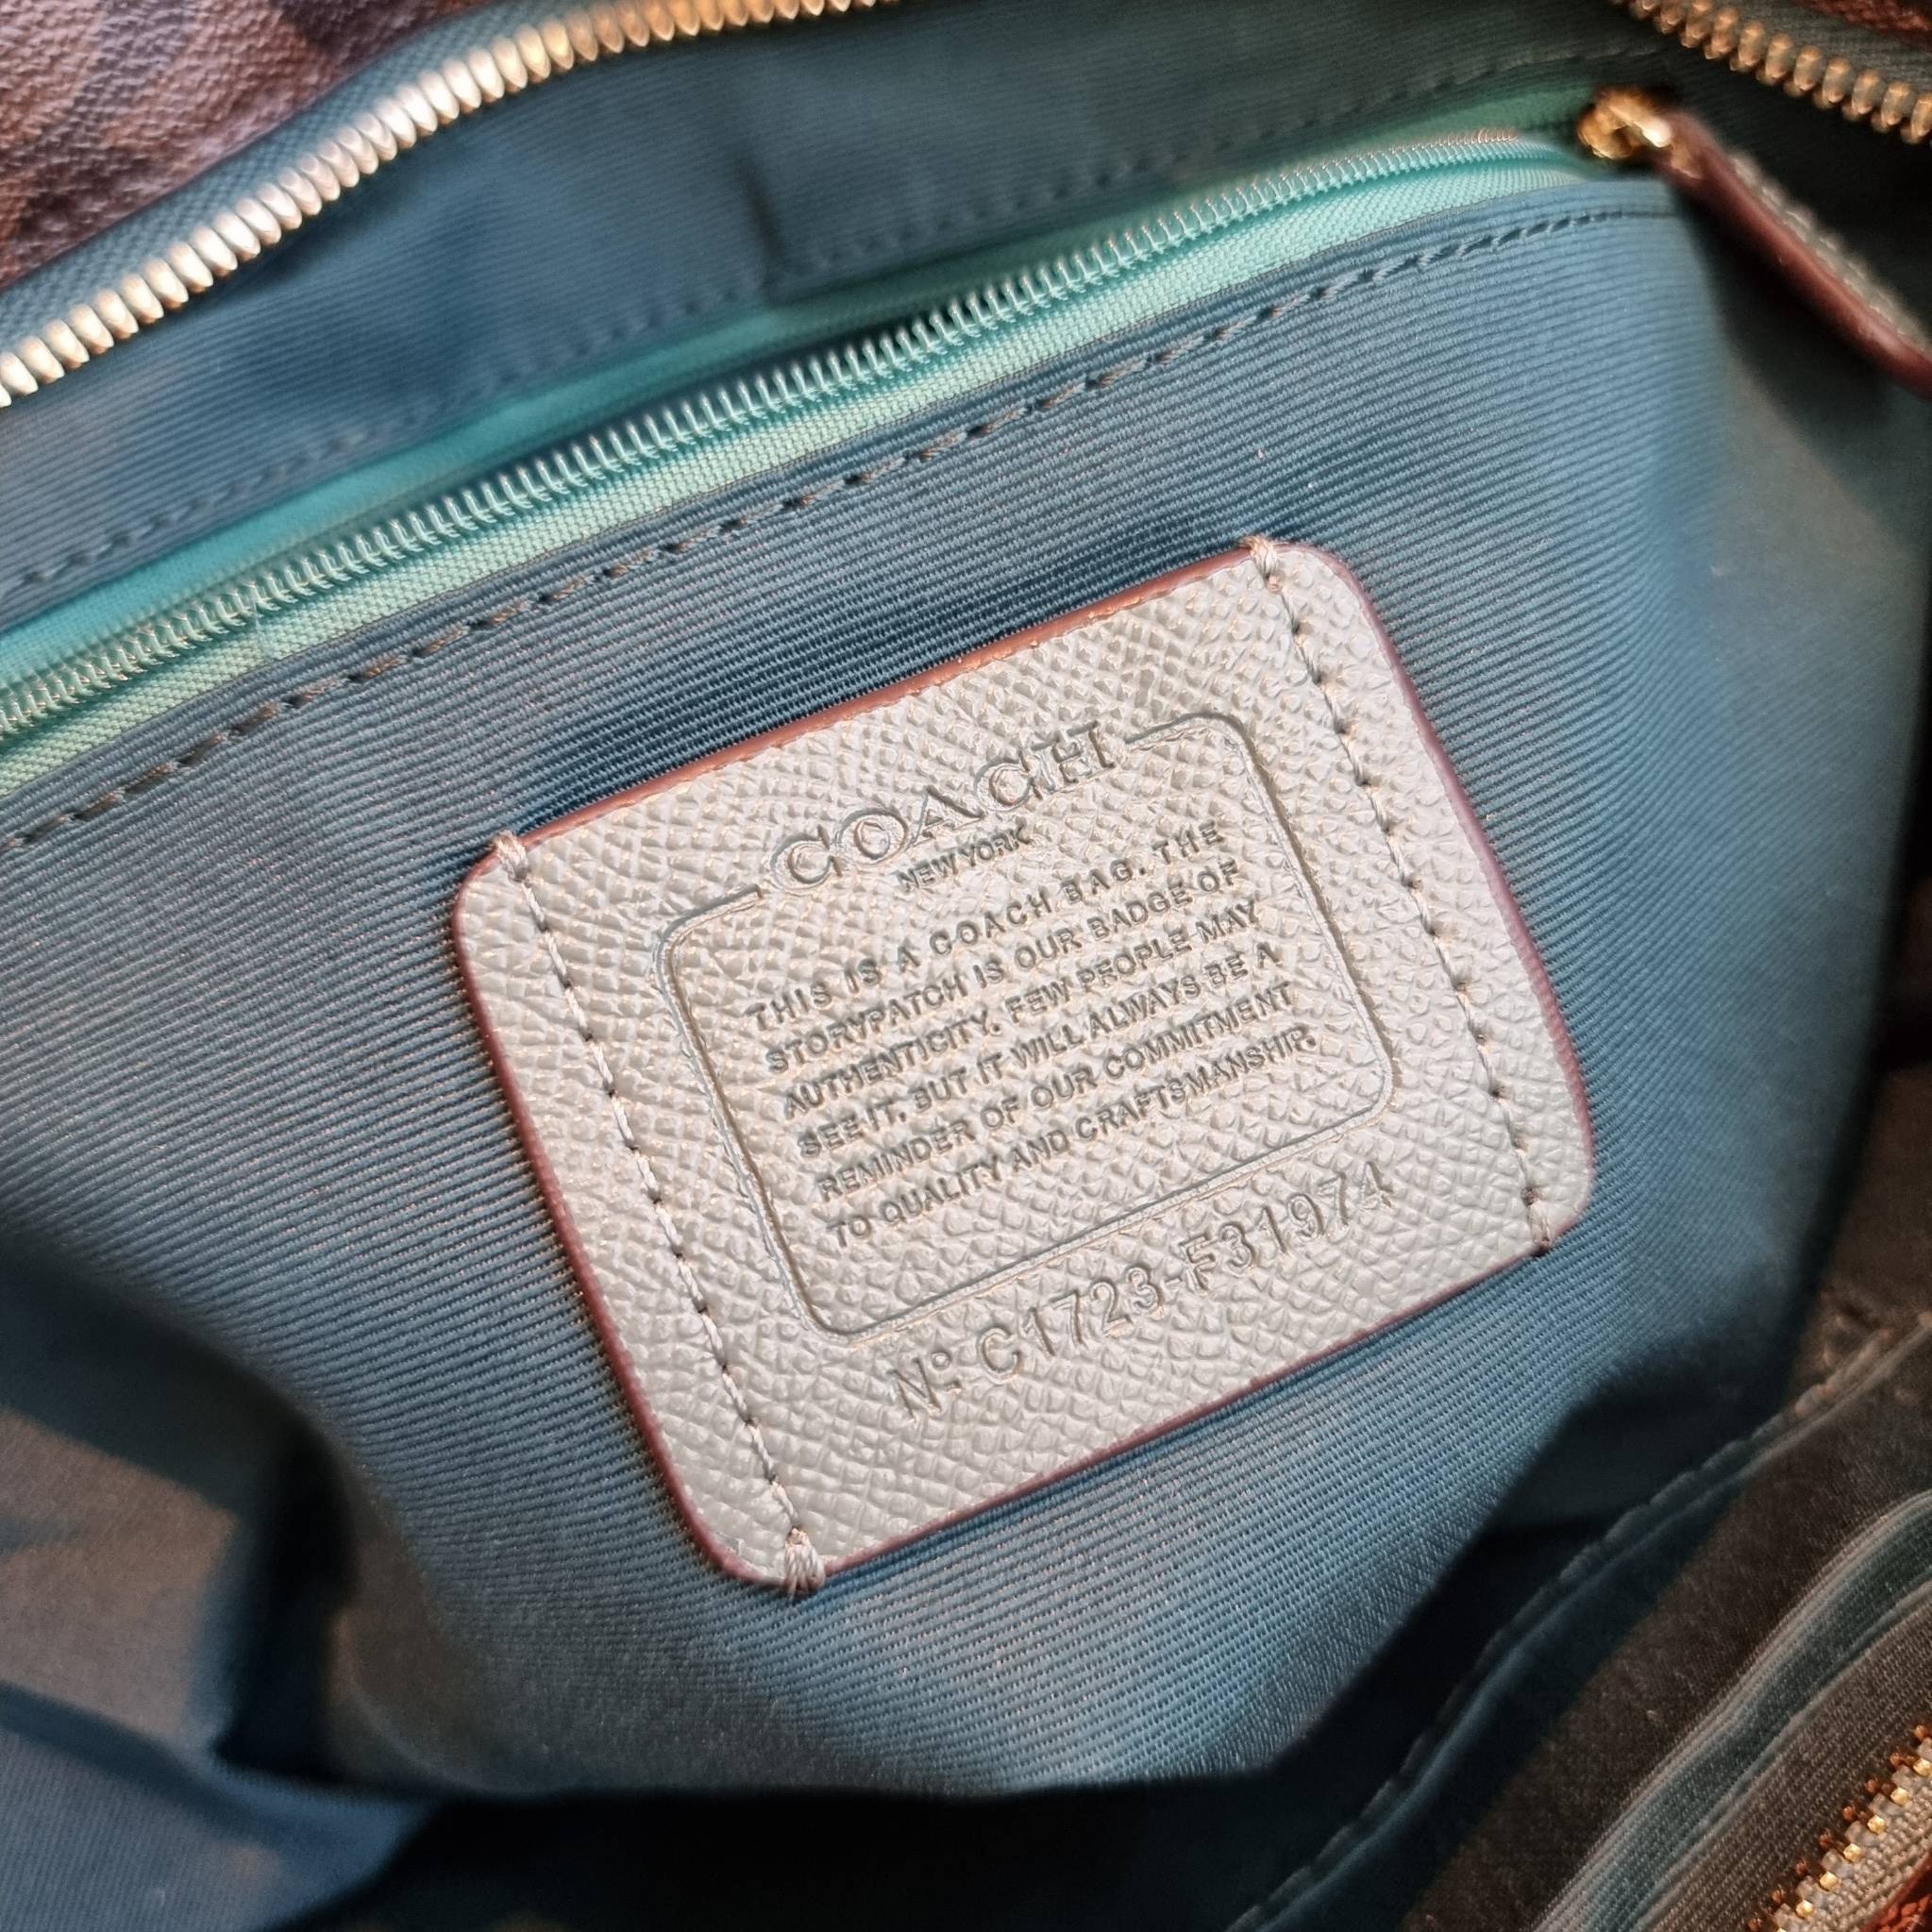 COACH
NEW YORK
THIS IS A COACH BAG. THE
STORYPATCH IS OUR BADGE OF
AUTHENTICITY. FEW PEOPLE MAY
SEE IT, BUT IT WILL ALWAYS BE A
REMINDER OF OUR COMMITMENT
TO QUALITY AND CRAFTSMANSHIP.
Nº C1723-F31974